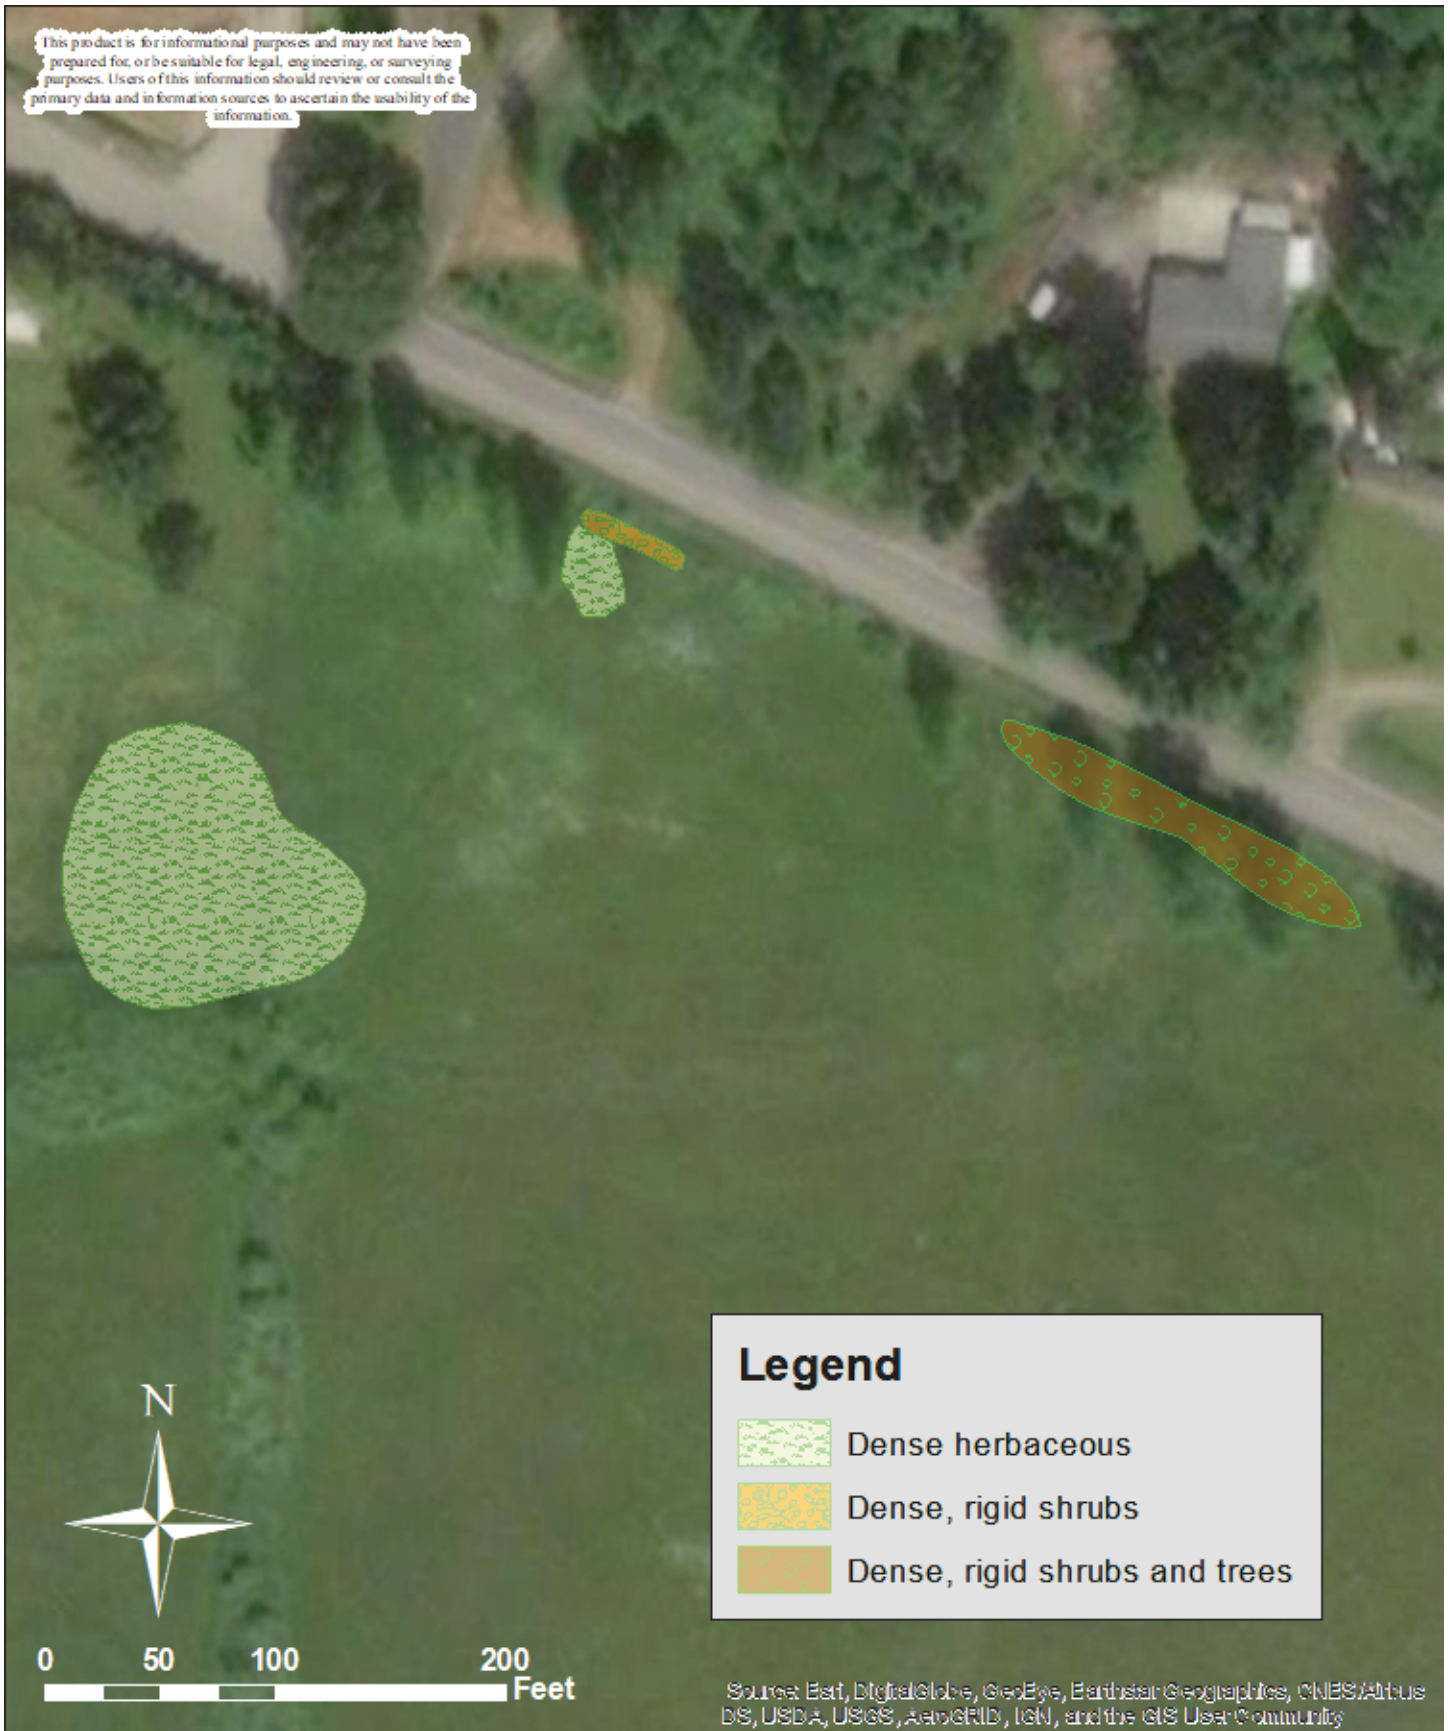 This product is for informational purposes and may not have been
prepared for, or be suitable for legal, engineering, or surveying
purposes. Users of this information should review or consult the
primary data and information sources to ascertain the usability of the
information.
Legend
Dense herbaceous
Dense, rigid shrubs
Dense, rigid shrubs and trees
N
0 50 100 200
Feet
Source: Esri, DigitalGlobe, GeoEye, Earthstar Geographics, CNES/Airbus
DS, USDA, USGS, AeroGRID, IGN, and the GIS User Community